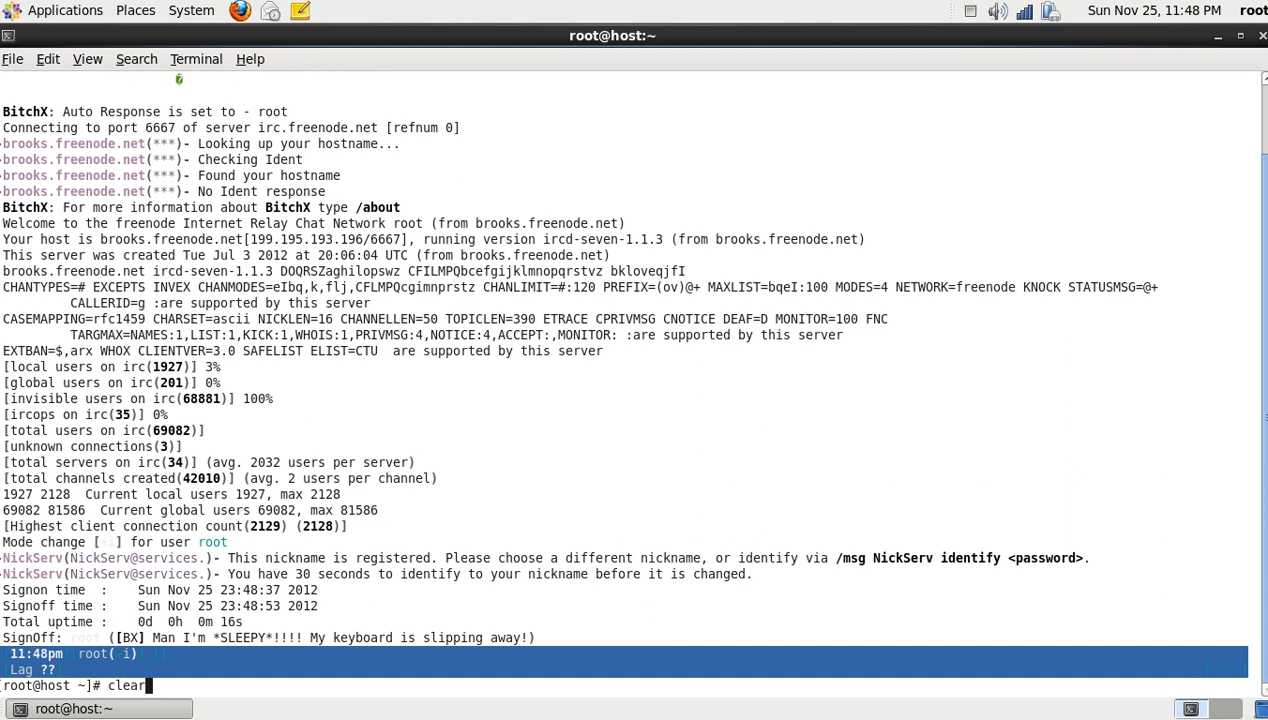 Applications Places System Sun Nov 25, 11:48 PM root
root@host:~
File Edit View Search Terminal Help
BitchX: Auto Response is set to - root
Connecting to port 6667 of server irc.freenode.net [refnum 0]
brooks.freenode.net(***)- Looking up your hostname...
brooks.freenode.net(***)- Checking Ident
brooks.freenode.net(***)- Found your hostname
brooks.freenode.net(***)- No Ident response
BitchX: For more information about BitchX type /about
Welcome to the freenode Internet Relay Chat Network root (from brooks.freenode.net)
Your host is brooks.freenode.net[199.195.193.196/6667], running version ircd-seven-1.1.3 (from brooks.freenode.net)
This server was created Tue Jul 3 2012 at 20:06:04 UTC (from brooks.freenode.net)
brooks.freenode.net ircd-seven-1.1.3 DOQRSZaghilopswz CFILMPQbcefgijklmnopqrstvz bkloveqjfI
CHANTYPES=# EXCEPTS INVEX CHANMODES=eIbq,k,flj,CFLMPQcgimnprstz CHANLIMIT=#:120 PREFIX=(ov)@+ MAXLIST=bqeI:100 MODES=4 NETWORK=freenode KNOCK STATUSMSG=@+
CALLERID=g :are supported by this server
CASEMAPPING=rfc1459 CHARSET=ascii NICKLEN=16 CHANNELLEN=50 TOPICLEN=390 ETRACE CPRIVMSG CNOTICE DEAF=D MONITOR=100 FNC
TARGMAX=NAMES:1,LIST:1,KICK:1,WHOIS:1,PRIVMSG:4,NOTICE:4,ACCEPT:,MONITOR: :are supported by this server
EXTBAN=$,arx WHOX CLIENTVER=3.0 SAFELIST ELIST=CTU  are supported by this server
[local users on irc(1927)] 3%
[global users on irc(201)] 0%
[invisible users on irc(68881)] 100%
[ircops on irc(35)] 0%
[total users on irc(69082)]
[unknown connections(3)]
[total servers on irc(34)] (avg. 2032 users per server)
[total channels created(42010)] (avg. 2 users per channel)
1927 2128  Current local users 1927, max 2128
69082 81586  Current global users 69082, max 81586
[Highest client connection count(2129) (2128)]
Mode change [+i] for user root
NickServ(NickServ@services.)- This nickname is registered. Please choose a different nickname, or identify via /msg NickServ identify <password>.
NickServ(NickServ@services.)- You have 30 seconds to identify to your nickname before it is changed.
Signon time  :    Sun Nov 25 23:48:37 2012
Signoff time :    Sun Nov 25 23:48:53 2012
Total uptime :    0d  0h  0m 16s
SignOff: root ([BX] Man I'm *SLEEPY*!!!! My keyboard is slipping away!)
11:48pm root( i)
Lag ??
[root@host ~]# clear
root@host:~